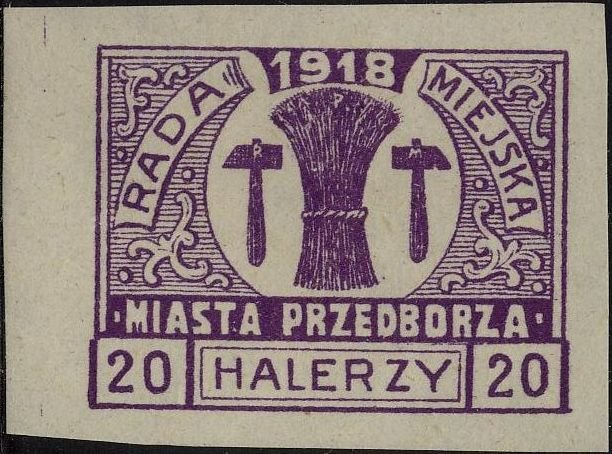 1918
RADA MIEJSKA
R M
MIASTA PRZEDBORZA
20 HALERZY 20